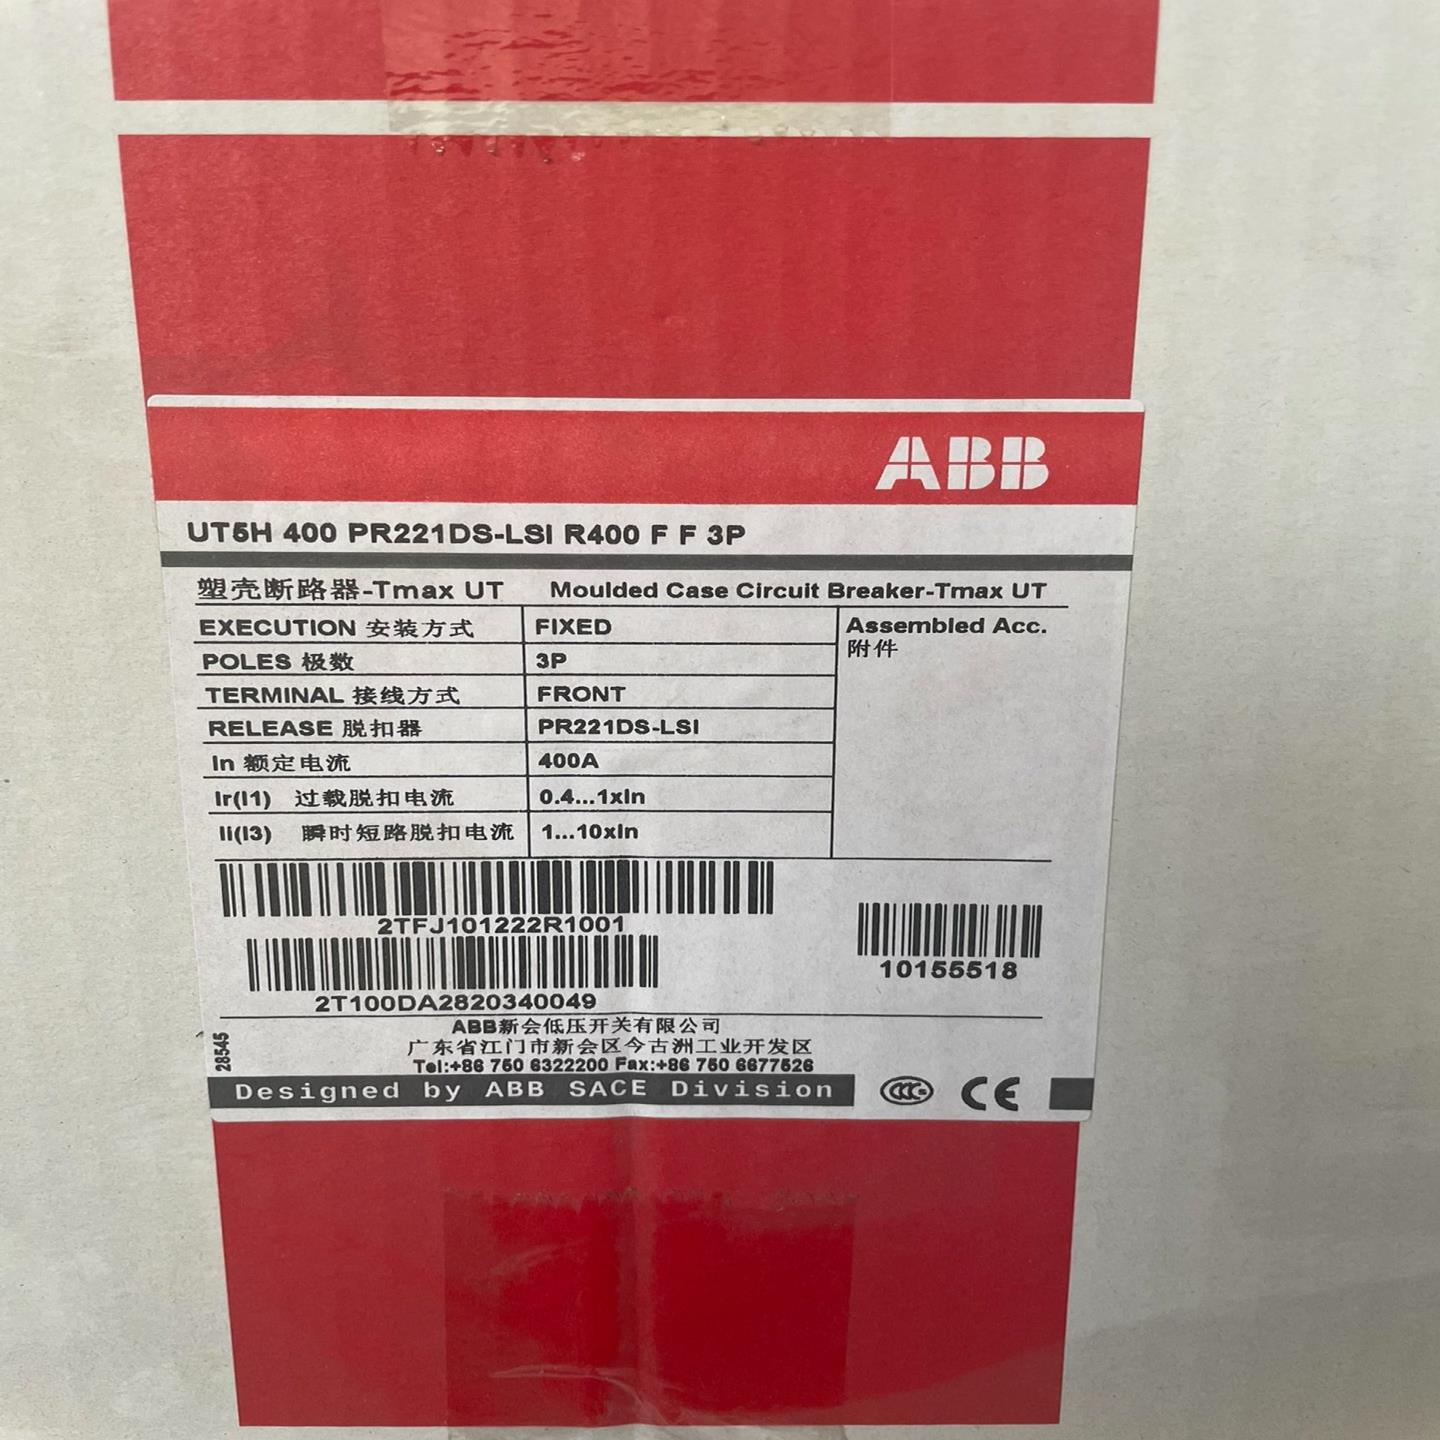 ABB
UT5H 400 PR221DS-LSI R400 F F 3P
塑壳断路器-Tmax UT Moulded Case Circuit Breaker-Tmax UT
EXECUTION 安装方式 FIXED Assembled Acc.
附件
POLES 极数 3P
TERMINAL 接线方式 FRONT
RELEASE 脱扣器 PR221DS-LSI
In 额定电流 400A
Ir(I1) 过载脱扣电流 0.4...1xIn
Ii(I3) 瞬时短路脱扣电流 1...10xIn
2TFJ101222R1001
10155518
2T100DA2820340049
ABB新会低压开关有限公司
广东省江门市新会区今古洲工业开发区
Tel:+86 750 6322200 Fax:+86 750 6677526
28545
Designed by ABB SACE Division CCC CE